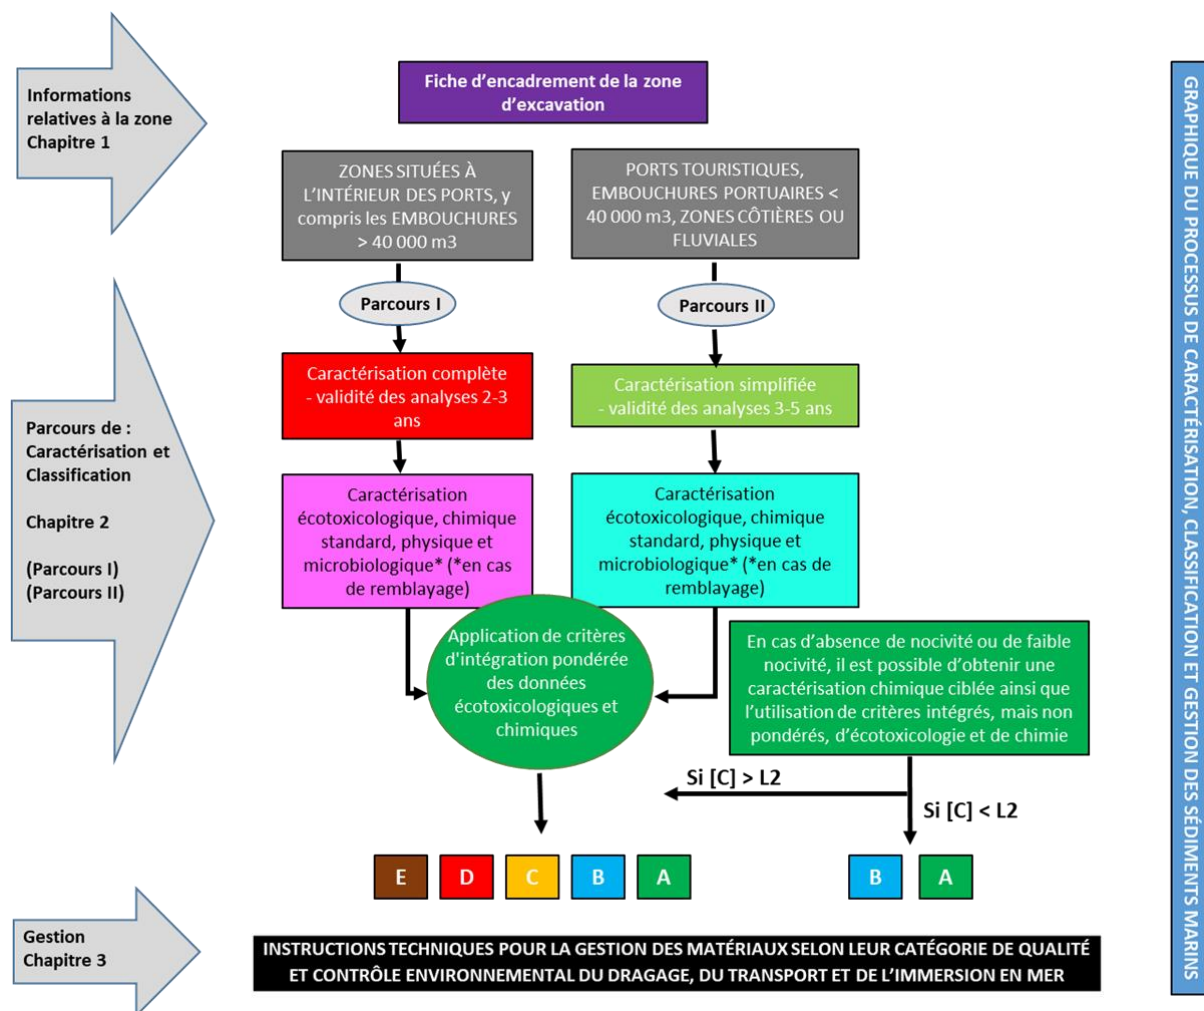 Informations
relatives à la zone
Chapitre 1
Fiche d'encadrement de la zone
d'excavation
ZONES SITUÉES À
L'INTÉRIEUR DES PORTS, y
compris les EMBOUCHURES
> 40 000 m3
PORTS TOURISTIQUES,
EMBOUCHURES PORTUAIRES <
40 000 m3, ZONES CÔTIÈRES OU
FLUVIALES
Parcours I
Parcours II
Parcours de :
Caractérisation et
Classification
Chapitre 2
(Parcours I)
(Parcours II)
Caractérisation complète
- validité des analyses 2-3
ans
Caractérisation simplifiée
- validité des analyses 3-5 ans
Caractérisation
écotoxicologique, chimique
standard, physique et
microbiologique* (*en cas
de remblayage)
Caractérisation
écotoxicologique, chimique
standard, physique et
microbiologique* (*en cas
de remblayage)
Application de critères
d'intégration pondérée
des données
écotoxicologiques et
chimiques
En cas d'absence de nocivité ou de faible
nocivité, il est possible d'obtenir une
caractérisation chimique ciblée ainsi que
l'utilisation de critères intégrés, mais non
pondérés, d'écotoxicologie et de chimie
Si [C] > L2
Si [C] < L2
E D C B A
B A
Gestion
Chapitre 3
INSTRUCTIONS TECHNIQUES POUR LA GESTION DES MATÉRIAUX SELON LEUR CATÉGORIE DE QUALITÉ
ET CONTRÔLE ENVIRONNEMENTAL DU DRAGAGE, DU TRANSPORT ET DE L'IMMERSION EN MER
GRAPHIQUE DU PROCESSUS DE CARACTÉRISATION, CLASSIFICATION ET GESTION DES SÉDIMENTS MARINS